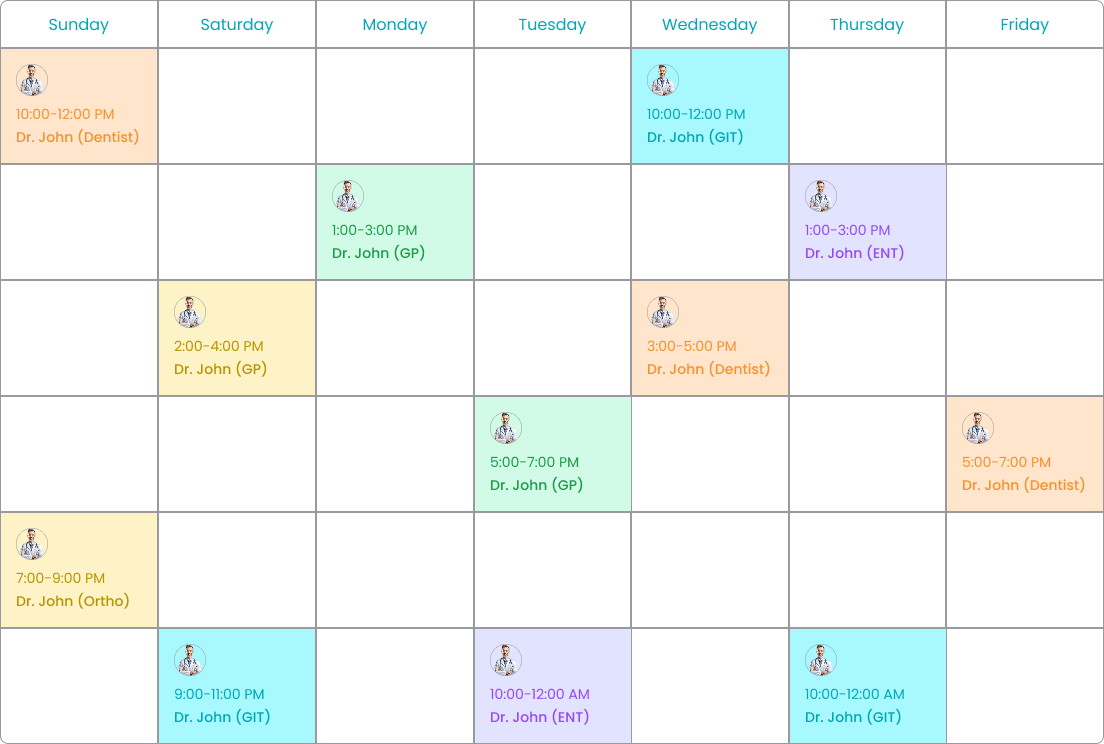 Sunday
Saturday
Monday
Tuesday
Wednesday
Thursday
Friday
10:00-12:00 PM
Dr. John (Dentist)
10:00-12:00 PM
Dr. John (GIT)
1:00-3:00 PM
Dr. John (GP)
1:00-3:00 PM
Dr. John (ENT)
2:00-4:00 PM
Dr. John (GP)
3:00-5:00 PM
Dr. John (Dentist)
5:00-7:00 PM
Dr. John (GP)
5:00-7:00 PM
Dr. John (Dentist)
7:00-9:00 PM
Dr. John (Ortho)
9:00-11:00 PM
Dr. John (GIT)
10:00-12:00 AM
Dr. John (ENT)
10:00-12:00 AM
Dr. John (GIT)